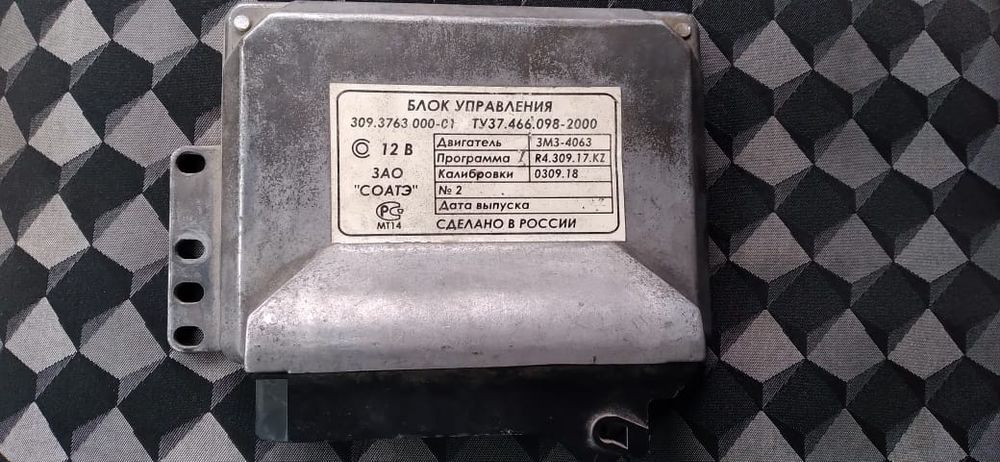 БЛОК УПРАВЛЕНИЯ
309.3763 000-01 ТУ37.466.098-2000
12 В
ЗАО
"СОАТЭ"
РС
МТ14
Двигатель ЗМЗ-4063
Программа R4.309.17.KZ
Калибровки 0309.18
№ 2
Дата выпуска
СДЕЛАНО В РОССИИ